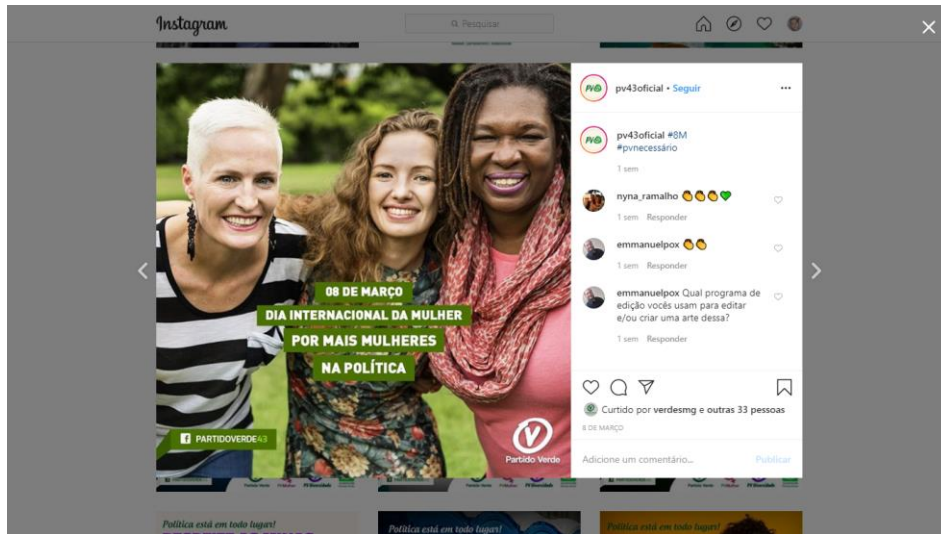 Instagram
Pesquisar
pv43oficial • Seguir
pv43oficial #8M
#pvnecessário
1 sem
nyna_ramalho 👏👏👏💚
1 sem Responder
emmanuelpox 👏👏
1 sem Responder
emmanuelpox Qual programa de
edição vocês usam para editar
e/ou criar uma arte dessa?
1 sem Responder
Curtido por verdesmg e outras 33 pessoas
8 DE MARÇO
Adicione um comentário... Publicar
08 DE MARÇO
DIA INTERNACIONAL DA MULHER
POR MAIS MULHERES
NA POLÍTICA
PARTIDOVERDE43
Partido Verde
Política está em todo lugar!
Política está em todo lugar!
Política está em todo lugar!